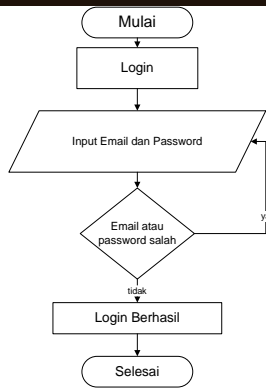 Mulai
Login
Input Email dan Password
Email atau
password salah
tidak
Login Berhasil
Selesai